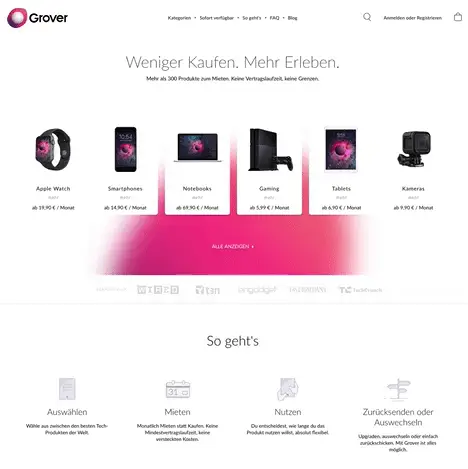 Grover
Kategorien • Sofort verfügbar • So geht's • FAQ • Blog
Anmelden oder Registrieren
Weniger Kaufen. Mehr Erleben.
Mehr als 300 Produkte zum Mieten. Keine Vertragslaufzeit, keine Grenzen.
Apple Watch
Smartphones
Notebooks
Gaming
Tablets
Kameras
ab 19,90 € / Monat
ab 14,90 € / Monat
ab 69,90 € / Monat
ab 5,99 € / Monat
ab 6,90 € / Monat
ab 9,90 € / Monat
ALLE ANZEIGEN
WIRED
t3n
engadget
TechCrunch
So geht's
31
Auswählen
Mieten
Nutzen
Zurücksenden oder
Auswechseln
Wähle aus zwischen den besten Tech-
Produkten der Welt.
Monatlich Mieten statt Kaufen. Keine
Mindestvertragslaufzeit, keine
versteckten Kosten.
Du entscheidest, wie lange du das
Produkt nutzen willst, absolut flexibel.
Upgraden, auswechseln oder einfach
zurückschicken. Mit Grover ist alles
möglich.